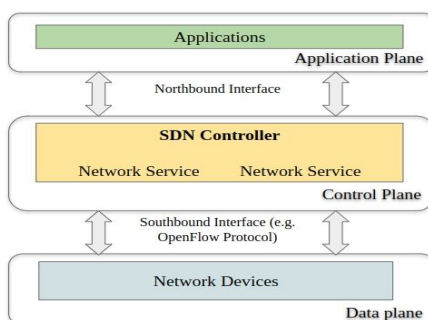 Applications
Application Plane
Northbound Interface
SDN Controller
Network Service Network Service
Control Plane
Southbound Interface (e.g.
OpenFlow Protocol)
Network Devices
Data plane